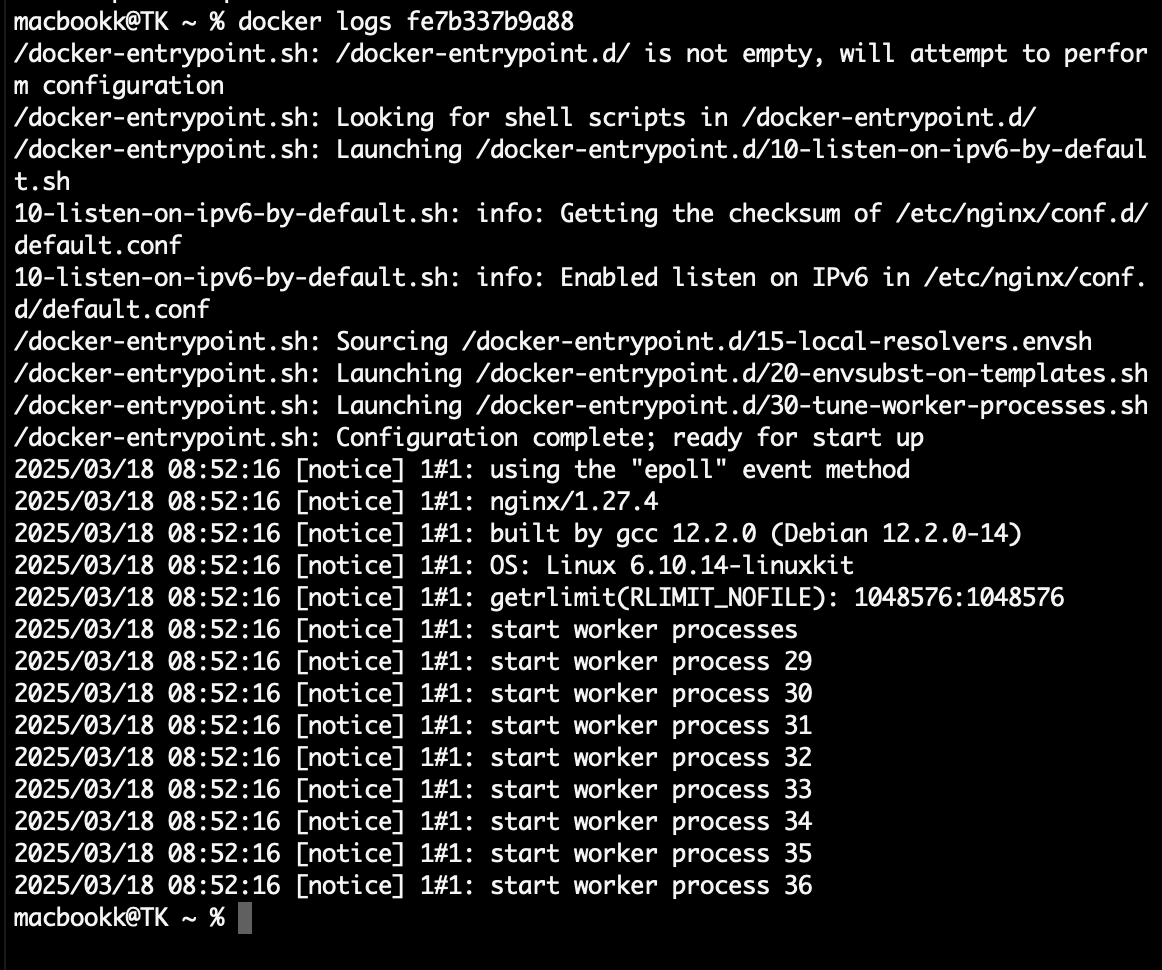 macbookk@TK ~ % docker logs fe7b337b9a88
/docker-entrypoint.sh: /docker-entrypoint.d/ is not empty, will attempt to perfor
m configuration
/docker-entrypoint.sh: Looking for shell scripts in /docker-entrypoint.d/
/docker-entrypoint.sh: Launching /docker-entrypoint.d/10-listen-on-ipv6-by-defaul
t.sh
10-listen-on-ipv6-by-default.sh: info: Getting the checksum of /etc/nginx/conf.d/
default.conf
10-listen-on-ipv6-by-default.sh: info: Enabled listen on IPv6 in /etc/nginx/conf.
d/default.conf
/docker-entrypoint.sh: Sourcing /docker-entrypoint.d/15-local-resolvers.envsh
/docker-entrypoint.sh: Launching /docker-entrypoint.d/20-envsubst-on-templates.sh
/docker-entrypoint.sh: Launching /docker-entrypoint.d/30-tune-worker-processes.sh
/docker-entrypoint.sh: Configuration complete; ready for start up
2025/03/18 08:52:16 [notice] 1#1: using the "epoll" event method
2025/03/18 08:52:16 [notice] 1#1: nginx/1.27.4
2025/03/18 08:52:16 [notice] 1#1: built by gcc 12.2.0 (Debian 12.2.0-14)
2025/03/18 08:52:16 [notice] 1#1: OS: Linux 6.10.14-linuxkit
2025/03/18 08:52:16 [notice] 1#1: getrlimit(RLIMIT_NOFILE): 1048576:1048576
2025/03/18 08:52:16 [notice] 1#1: start worker processes
2025/03/18 08:52:16 [notice] 1#1: start worker process 29
2025/03/18 08:52:16 [notice] 1#1: start worker process 30
2025/03/18 08:52:16 [notice] 1#1: start worker process 31
2025/03/18 08:52:16 [notice] 1#1: start worker process 32
2025/03/18 08:52:16 [notice] 1#1: start worker process 33
2025/03/18 08:52:16 [notice] 1#1: start worker process 34
2025/03/18 08:52:16 [notice] 1#1: start worker process 35
2025/03/18 08:52:16 [notice] 1#1: start worker process 36
macbookk@TK ~ %